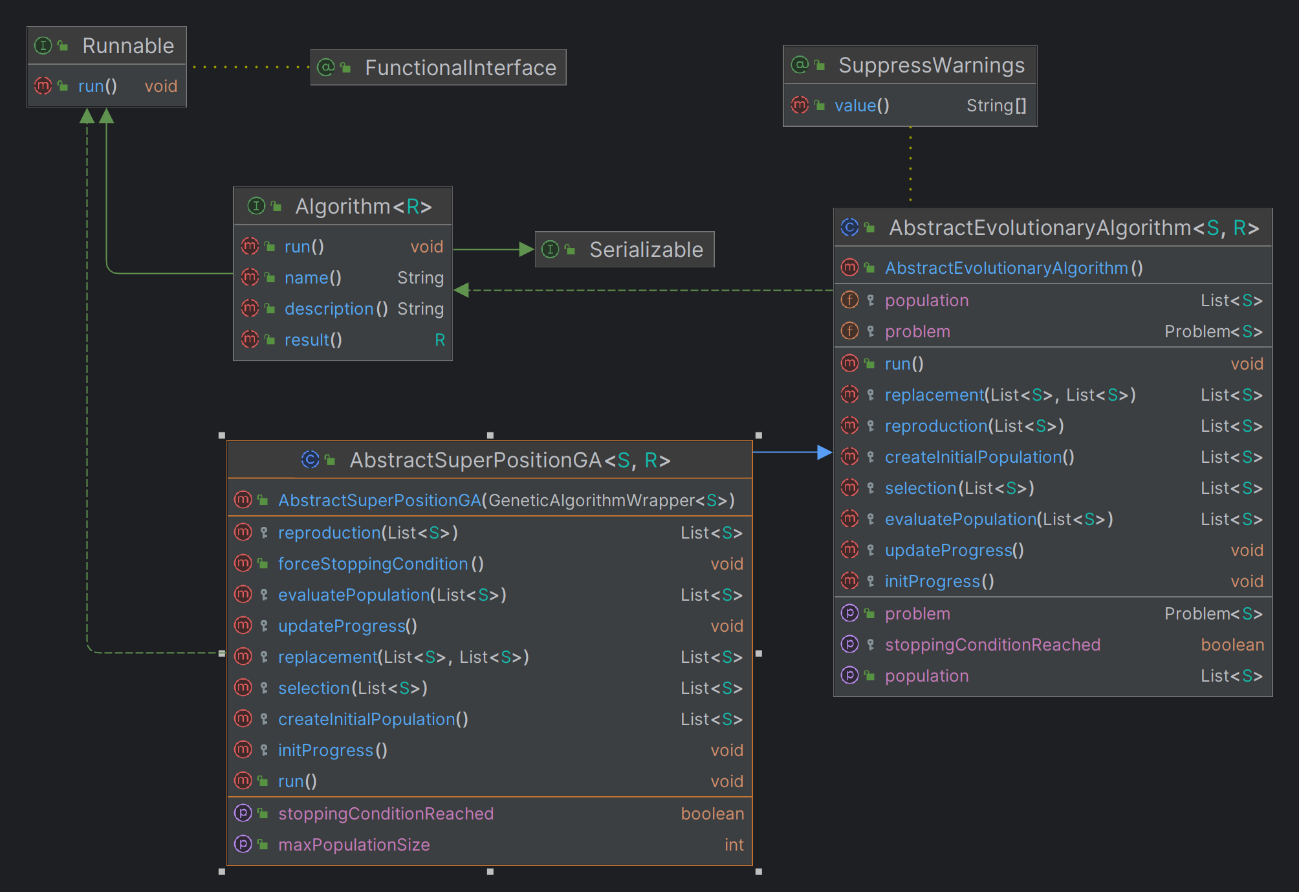 Runnable
run() void
FunctionalInterface
SuppressWarnings
value() String[]
Algorithm<R>
run() void
name() String
description() String
result() R
Serializable
AbstractEvolutionaryAlgorithm<S, R>
AbstractEvolutionaryAlgorithm()
population List<S>
problem Problem<S>
run() void
replacement(List<S>, List<S>) List<S>
reproduction(List<S>) List<S>
createInitialPopulation() List<S>
selection(List<S>) List<S>
evaluatePopulation(List<S>) List<S>
updateProgress() void
initProgress() void
problem Problem<S>
stoppingConditionReached boolean
population List<S>
AbstractSuperPositionGA<S, R>
AbstractSuperPositionGA(GeneticAlgorithmWrapper<S>)
reproduction(List<S>) List<S>
forceStoppingCondition() void
evaluatePopulation(List<S>) List<S>
updateProgress() void
replacement(List<S>, List<S>) List<S>
selection(List<S>) List<S>
createInitialPopulation() List<S>
initProgress() void
run() void
stoppingConditionReached boolean
maxPopulationSize int